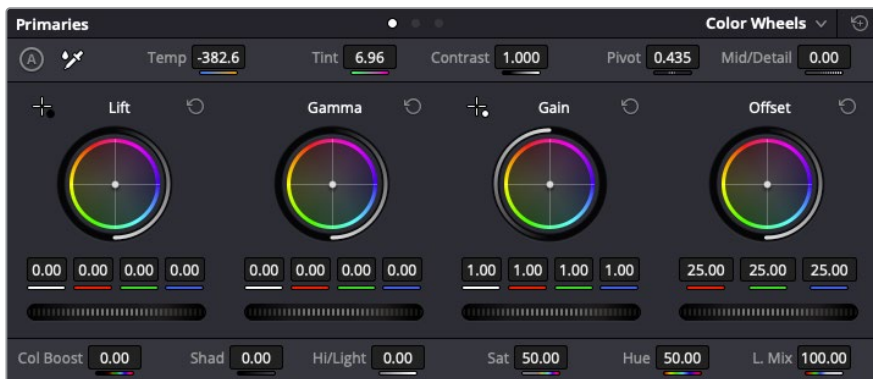 Primaries Color Wheels
A Temp -382.6 Tint 6.96 Contrast 1.000 Pivot 0.435 Mid/Detail 0.00
Lift Gamma Gain Offset
0.00 0.00 0.00 0.00 0.00 0.00 0.00 0.00 1.00 1.00 1.00 1.00 25.00 25.00 25.00
Col Boost 0.00 Shad 0.00 Hi/Light 0.00 Sat 50.00 Hue 50.00 L. Mix 100.00